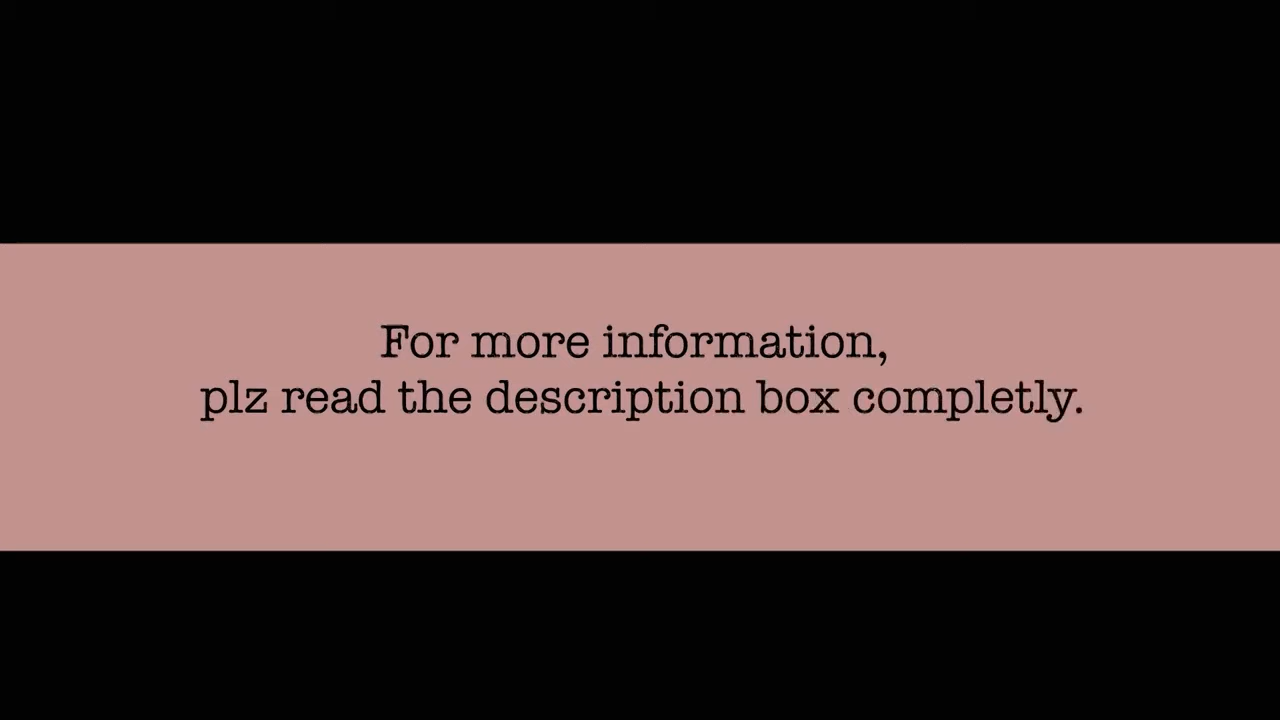 For more information,
plz read the description box completly.